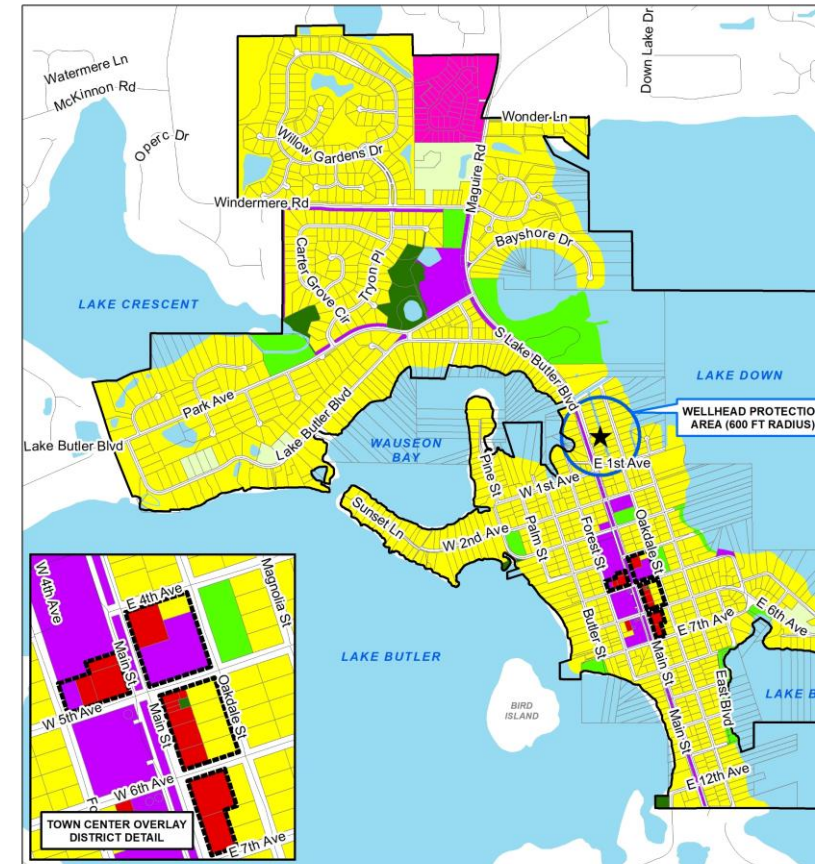 Watermere Ln
McKinnon Rd
Down Lake Dr
Operc Dr
Wonder Ln
Willow Gardens Dr
Maguire Rd
Windermere Rd
Bayshore Dr
Carter Grove Cir
Tryon Pl
LAKE CRESCENT
S Lake Butler Blvd
LAKE DOWN
Park Ave
Lake Butler Blvd
WELLHEAD PROTECTIO
AREA (600 FT RADIUS)
Lake Butler Blvd
WAUSEON
BAY
E 1st Ave
Pine St
W 1st Ave
Sunset Ln
W 2nd Ave
Palm St
Forest St
Oakdale St
Butler St
E 7th Ave
E 6th Ave
Main St
LAKE BUTLER
BIRD
ISLAND
East Blvd
LAKE B
Main St
E 12th Ave
W 4th Ave
E 4th Ave
Magnolia St
Main St
W 5th Ave
Main St
Oakdale St
W 6th Ave
Fo
E 7th Ave
TOWN CENTER OVERLAY
DISTRICT DETAIL